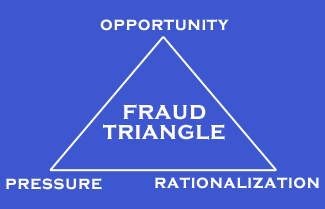 OPPORTUNITY
FRAUD
TRIANGLE
PRESSURE
RATIONALIZATION